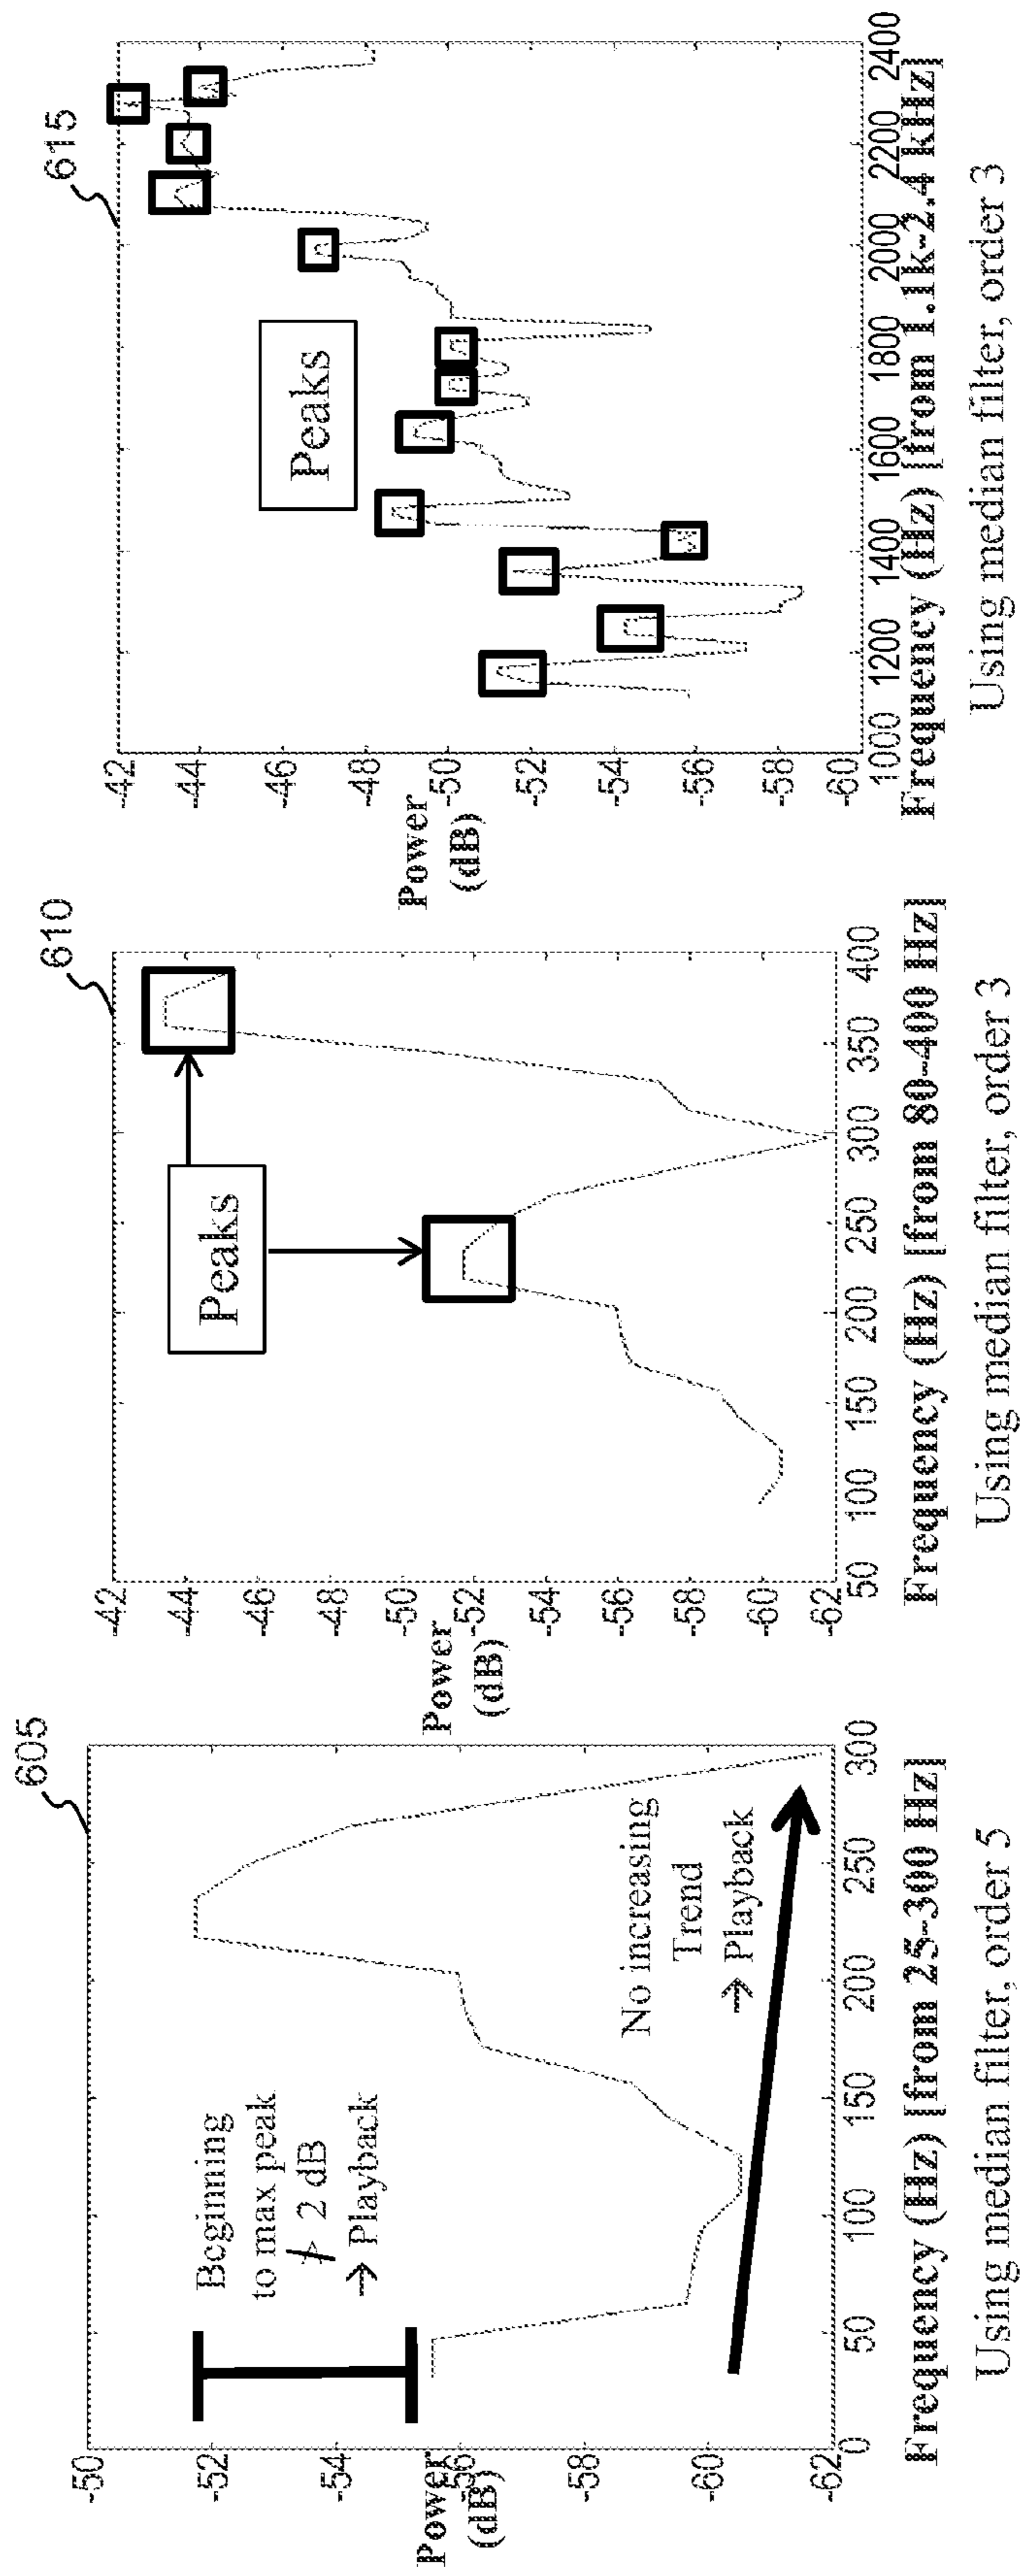 605
-50
-52
-54
-56
-58
-60
-62
Power
(dB)
0
50
100
150
200
250
300
Beginning
to max peak
≯ 2 dB
→ Playback
No increasing
Trend
→ Playback
Frequency (Hz) [from 25-300 Hz]
Using median filter, order 5
610
-42
-44
-46
-48
-50
-52
-54
-56
-58
-60
-62
Power
(dB)
50
100
150
200
250
300
350
400
Peaks
Frequency (Hz) [from 80-400 Hz]
Using median filter, order 3
615
-42
-44
-46
-48
-50
-52
-54
-56
-58
-60
Power
(dB)
1000
1200
1400
1600
1800
2000
2200
2400
Peaks
Frequency (Hz) [from 1.1k-2.4 kHz]
Using median filter, order 3